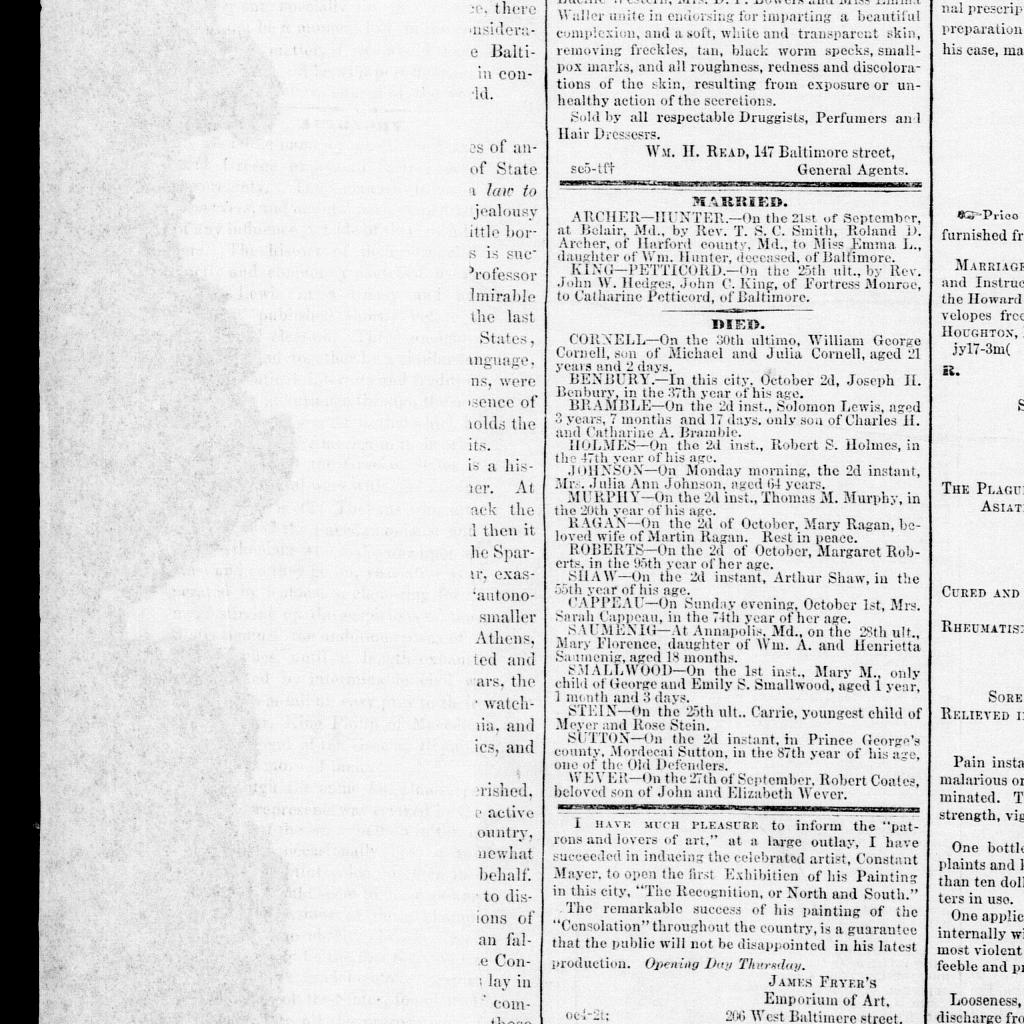 e, there
nsidera-
e Balti-
in con-
ld.
es of an-
of State
a law to
jealousy
ittle bor-
s is suc-
Professor
dmirable
the last
States,
anguage,
ns, were
sence of
holds the
its.
is a his-
er. At
ack the
d then it
he Spar-
r, exas-
'autono-
smaller
Athens,
ted and
ars, the
watch-
ia, and
ics, and
erished,
e active
ountry,
newhat
behalf.
to dis-
ions of
an fal-
e Con-
lay in
com-
Waller unite in endorsing for imparting a beautiful
complexion, and a soft, white and transparent skin,
removing freckles, tan, black worm specks, small-
pox marks, and all roughness, redness and discolora-
tions of the skin, resulting from exposure or un-
healthy action of the secretions.
Sold by all respectable Druggists, Perfumers and
Hair Dressesrs.
WM. H. READ, 147 Baltimore street,
se5-tf† General Agents.
MARRIED.
ARCHER—HUNTER.—On the 21st of September,
at Belair, Md., by Rev. T. S. C. Smith, Roland D.
Archer, of Harford county, Md., to Miss Emma L.,
daughter of Wm. Hunter, deceased, of Baltimore.
KING—PETTICORD.—On the 25th ult., by Rev.
John W. Hedges, John C. King, of Fortress Monroe,
to Catharine Petticord, of Baltimore.
DIED.
CORNELL—On the 30th ultimo, William George
Cornell, son of Michael and Julia Cornell, aged 21
years and 2 days.
BENBURY.—In this city, October 2d, Joseph H.
Benbury, in the 37th year of his age.
BRAMBLE—On the 2d inst., Solomon Lewis, aged
3 years, 7 months and 17 days, only son of Charles H.
and Catharine A. Bramble.
HOLMES—On the 2d inst., Robert S. Holmes, in
the 47th year of his age.
JOHNSON—On Monday morning, the 2d instant,
Mrs. Julia Ann Johnson, aged 64 years.
MURPHY—On the 2d inst., Thomas M. Murphy, in
the 20th year of his age.
RAGAN—On the 2d of October, Mary Ragan, be-
loved wife of Martin Ragan. Rest in peace.
ROBERTS—On the 2d of October, Margaret Rob-
erts, in the 95th year of her age.
SHAW—On the 2d instant, Arthur Shaw, in the
55th year of his age.
CAPPEAU—On Sunday evening, October 1st, Mrs.
Sarah Cappeau, in the 74th year of her age.
SAUMENIG—At Annapolis, Md., on the 28th ult.,
Mary Florence, daughter of Wm. A. and Henrietta
Saumenig, aged 18 months.
SMALLWOOD—On the 1st inst., Mary M., only
child of George and Emily S. Smallwood, aged 1 year,
1 month and 3 days.
STEIN—On the 25th ult., Carrie, youngest child of
Meyer and Rose Stein.
SUTTON—On the 2d instant, in Prince George's
county, Mordecai Sutton, in the 87th year of his age,
one of the Old Defenders.
WEVER—On the 27th of September, Robert Coates,
beloved son of John and Elizabeth Wever.
I HAVE MUCH PLEASURE to inform the "pat-
rons and lovers of art," at a large outlay, I have
succeeded in inducing the celebrated artist, Constant
Mayer, to open the first Exhibition of his Painting
in this city, "The Recognition, or North and South."
The remarkable success of his painting of the
"Consolation" throughout the country, is a guarantee
that the public will not be disappointed in his latest
production. Opening Day Thursday.
JAMES FRYER'S
Emporium of Art,
oc4-2t; 206 West Baltimore street.
nal prescrip
preparation
his case, ma
☞Price
furnished fr
MARRIAGE
and Instruc
the Howard
velopes free
HOUGHTON,
jy17-3m(
R.
S
THE PLAGU
ASIAT
CURED AND
RHEUMATIS
SORE
RELIEVED I
Pain insta
malarious o
minated. T
strength, vig
One bottle
plaints and
than ten doll
ters in use.
One applic
internally wi
most violent
feeble and p
Looseness,
discharge fro